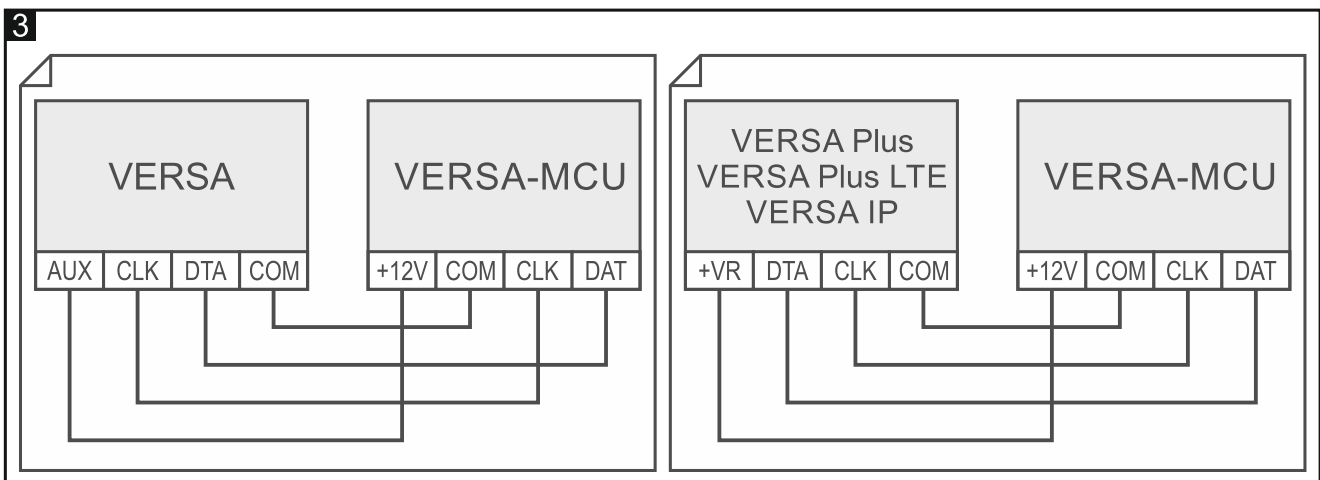 3
VERSA
AUX CLK DTA COM
VERSA-MCU
+12V COM CLK DAT
VERSA Plus
VERSA Plus LTE
VERSA IP
+VR DTA CLK COM
VERSA-MCU
+12V COM CLK DAT